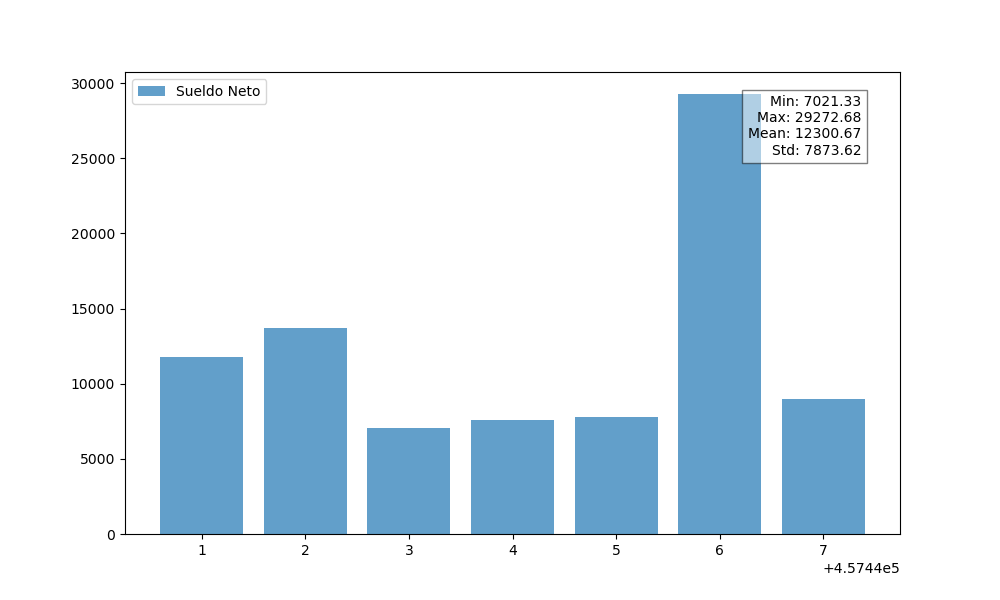 Sueldo Neto
Min: 7021.33
Max: 29272.68
Mean: 12300.67
Std: 7873.62
30000
25000
20000
15000
10000
5000
0
1 2 3 4 5 6 7
+4.5744e5